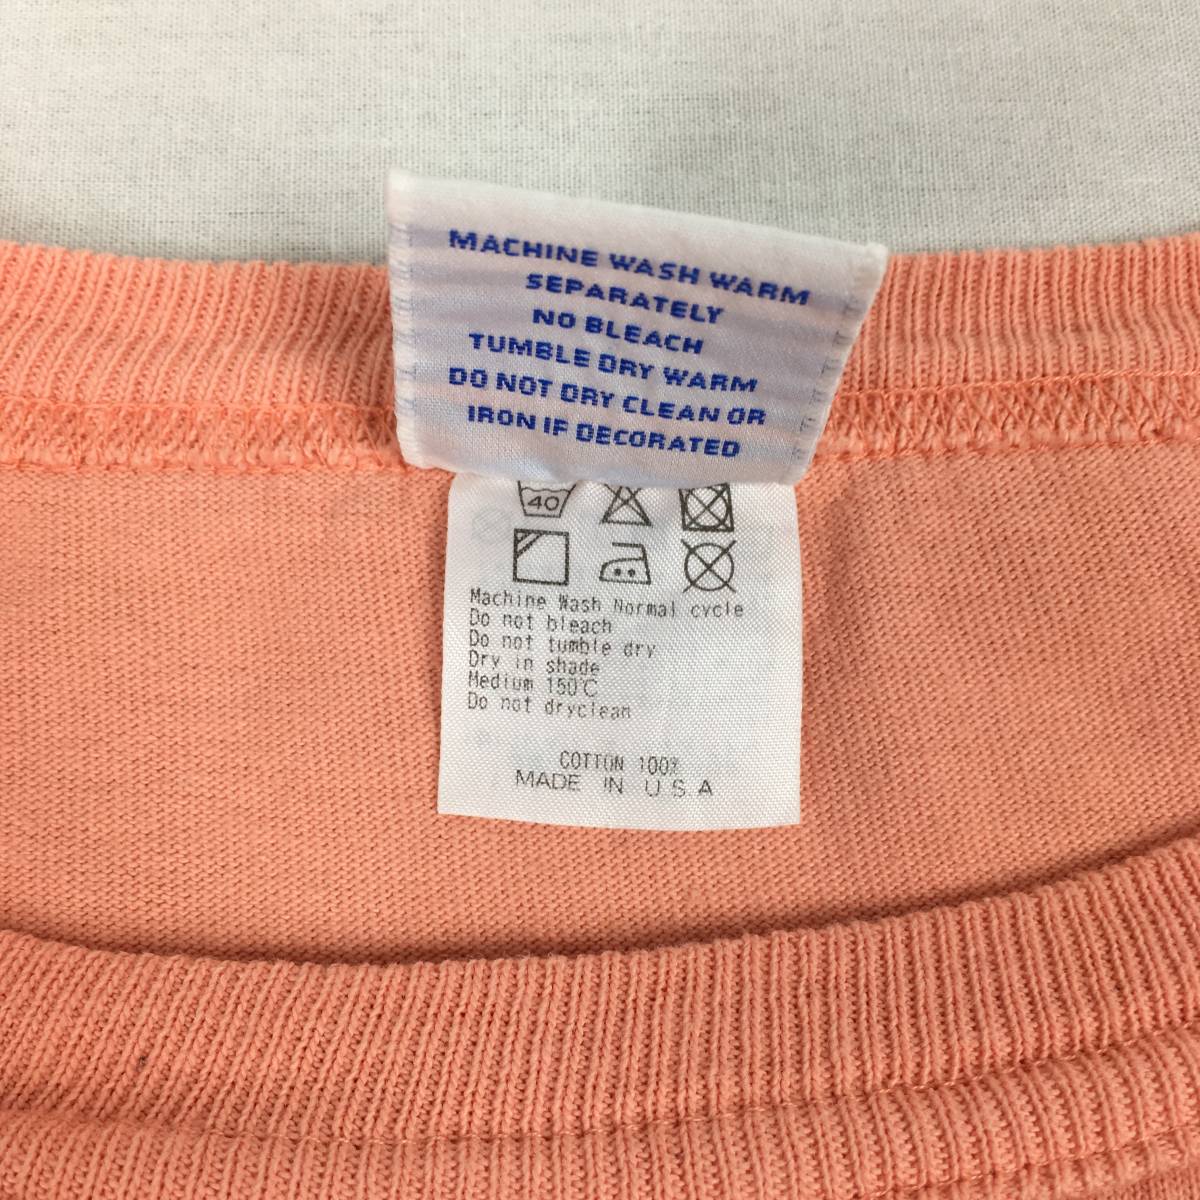 MACHINE WASH WARM
SEPARATELY
NO BLEACH
TUMBLE DRY WARM
DO NOT DRY CLEAN OR
IRON IF DECORATED
40
Machine Wash Normal cycle
Do not bleach
Do not tumble dry
Dry in shade
Medium 150℃
Do not dryclean
COTTON 100%
MADE IN U S A